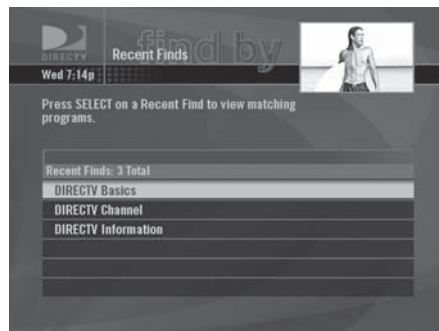 find by
DIRECTV
Recent Finds
Wed 7:14p
Press SELECT on a Recent Find to view matching
programs.
Recent Finds: 3 Total
DIRECTV Basics
DIRECTV Channel
DIRECTV Information